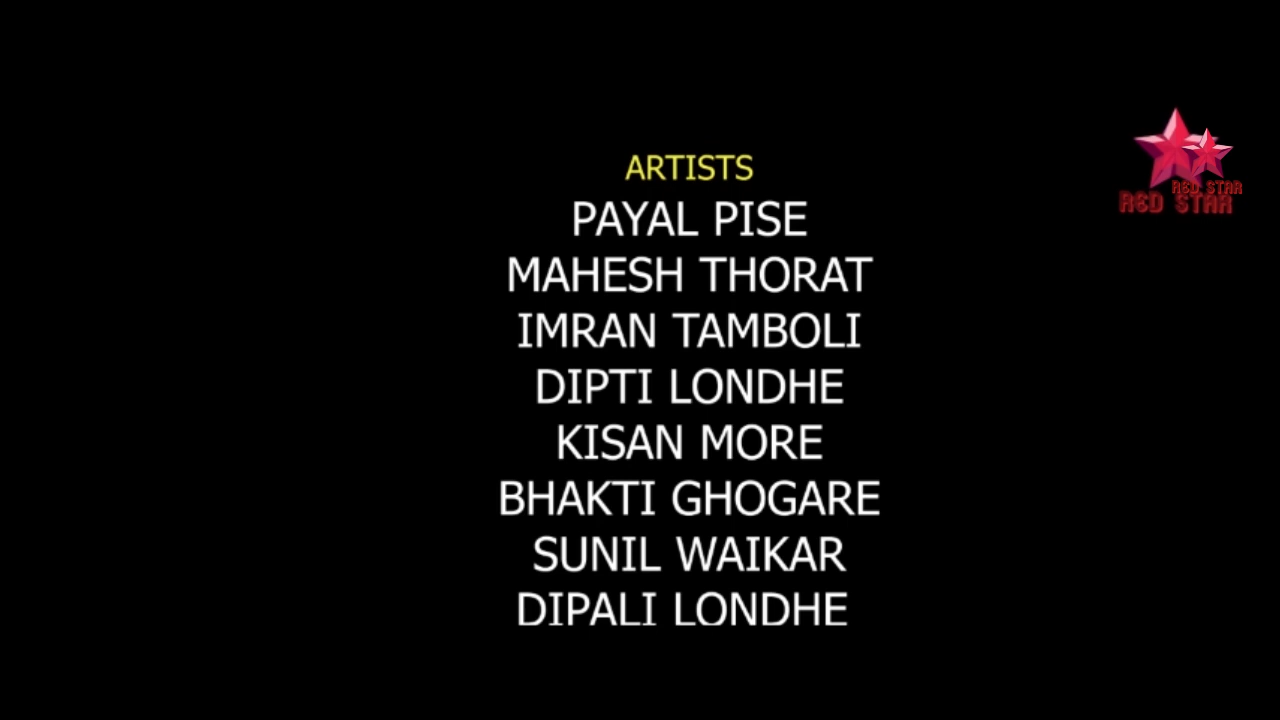 ARTISTS
PAYAL PISE
MAHESH THORAT
IMRAN TAMBOLI
DIPTI LONDHE
KISAN MORE
BHAKTI GHOGARE
SUNIL WAIKAR
DIPALI LONDHE
RED STAR
RED STAR